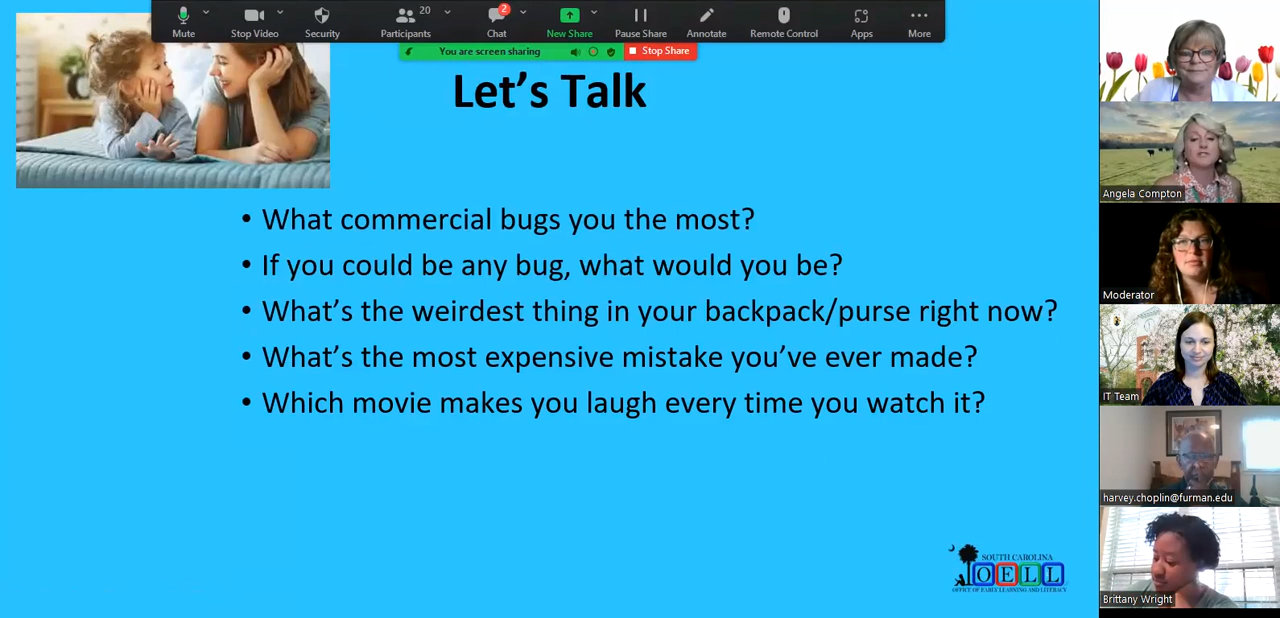 20
2
Mute
Stop Video
Security
Participants
Chat
New Share
Pause Share
Annotate
Remote Control
Apps
More
You are screen sharing
Stop Share
Let's Talk
• What commercial bugs you the most?
• If you could be any bug, what would you be?
• What's the weirdest thing in your backpack/purse right now?
• What's the most expensive mistake you've ever made?
• Which movie makes you laugh every time you watch it?
SOUTH CAROLINA
OELL
OFFICE OF EARLY LEARNING AND LITERACY
Angela Compton
Moderator
IT Team
harvey.choplin@furman.edu
Brittany Wright